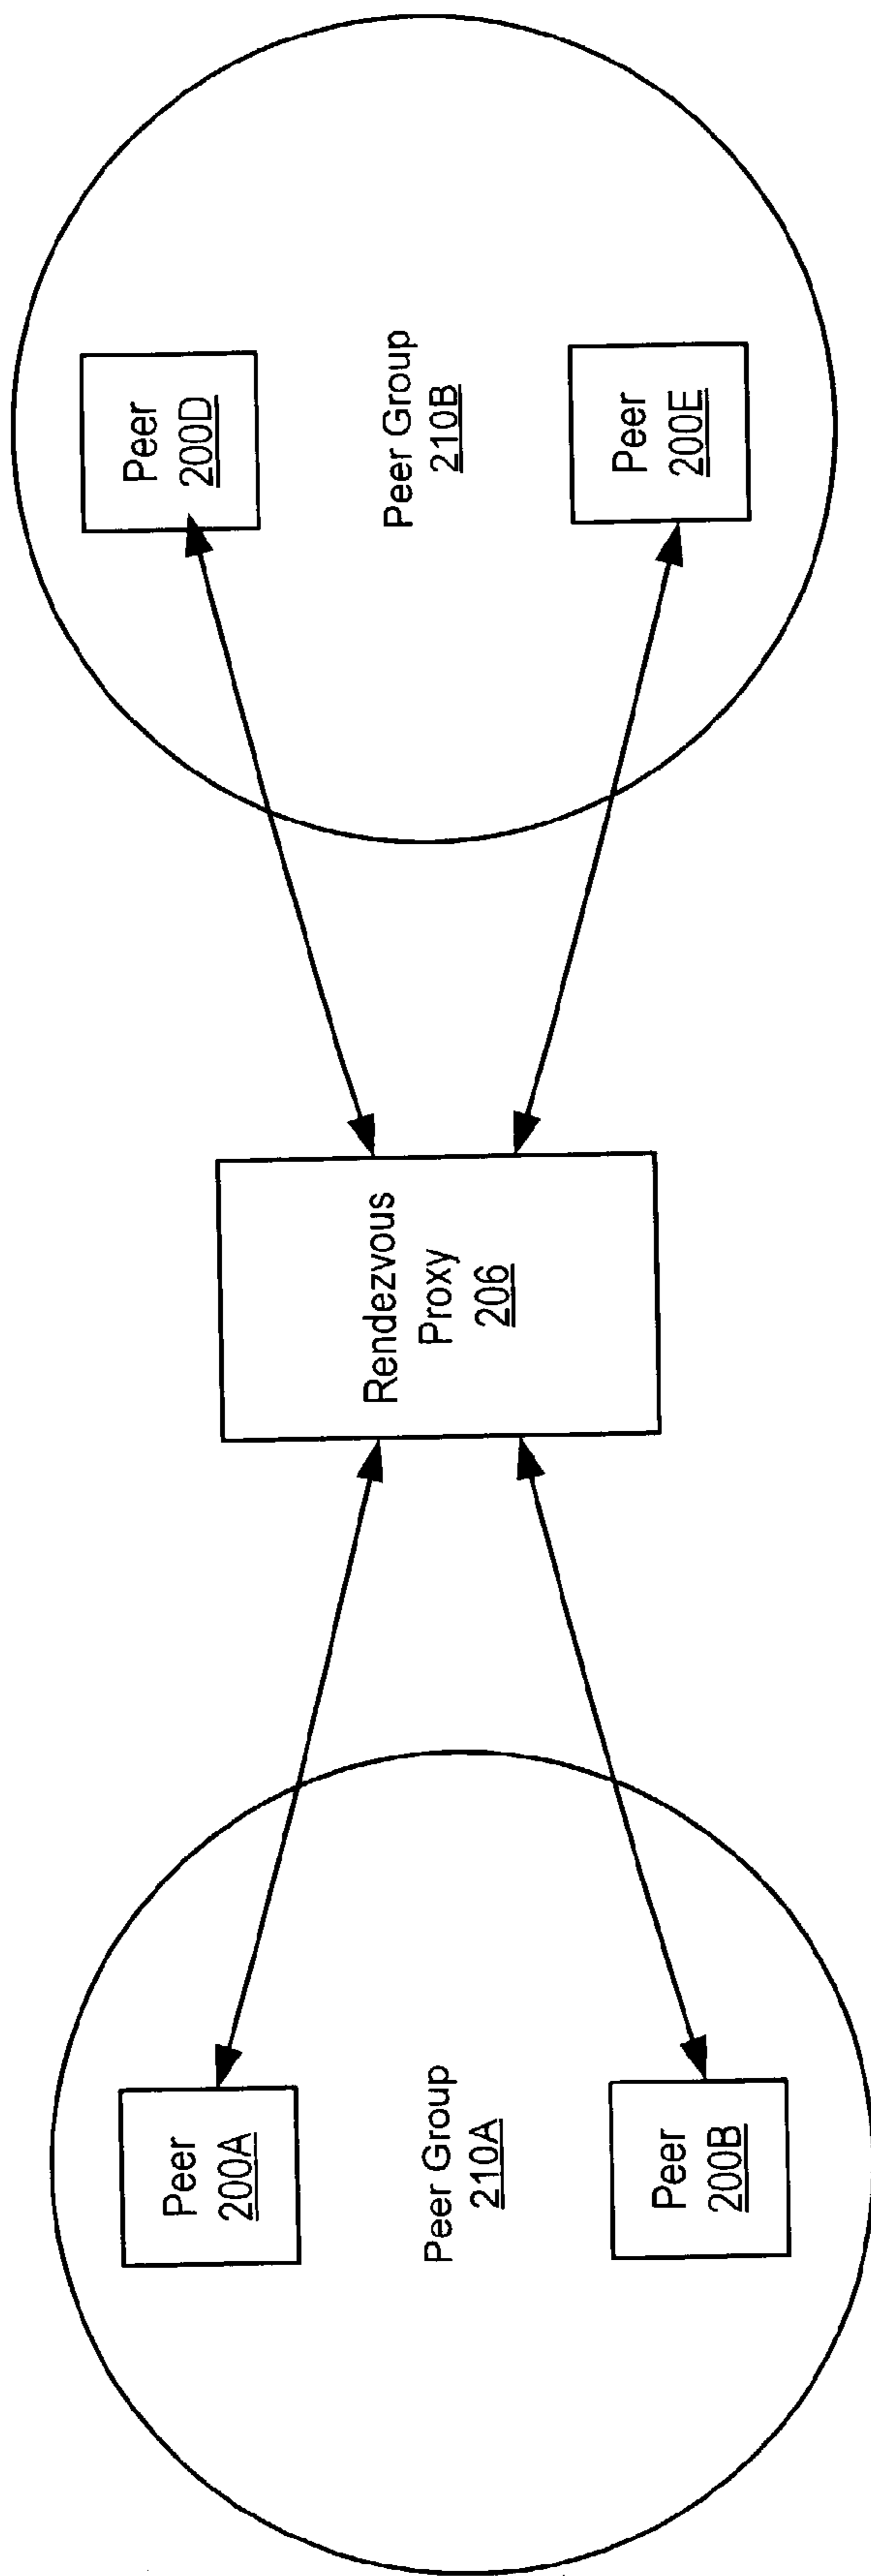 Peer
200A
Peer Group
210A
Peer
200B
Rendezvous
Proxy
206
Peer
200D
Peer Group
210B
Peer
200E